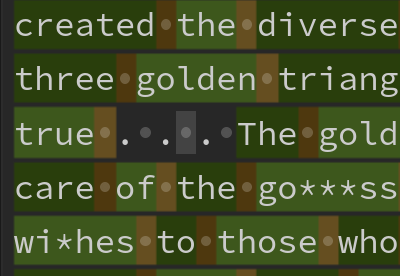 created the diverse
three golden triang
true . . . The gold
care of the go***ss
wi*hes to those who